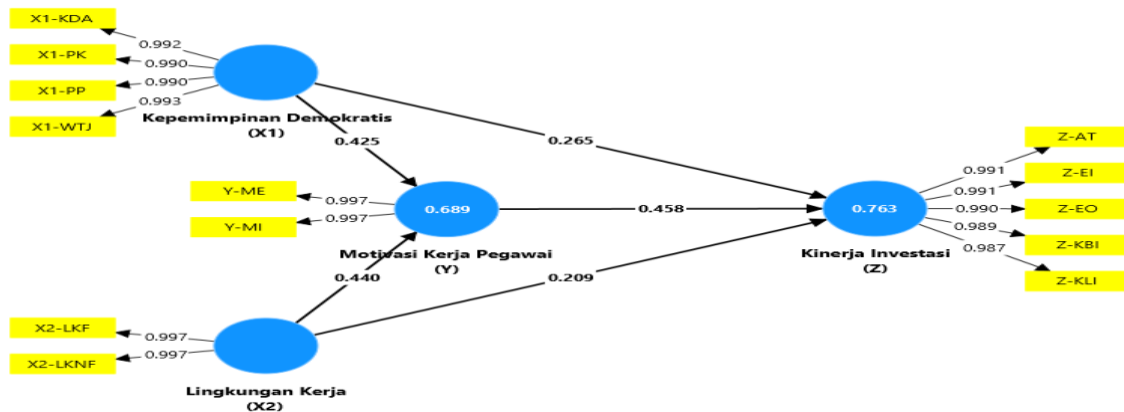 X1-KDA
0.992
X1-PK
0.990
X1-PP
0.990
X1-WTJ
0.993
Kepemimpinan Demokratis
(X1)
0.425
0.265
Y-ME
0.997
Y-MI
0.997
0.689
Motivasi Kerja Pegawai
(Y)
0.458
0.440
0.209
X2-LKF
0.997
X2-LKNF
0.997
Lingkungan Kerja
(X2)
0.763
Kinerja Investasi
(Z)
Z-AT
0.991
Z-EI
0.991
Z-EO
0.990
Z-KBI
0.989
Z-KLI
0.987